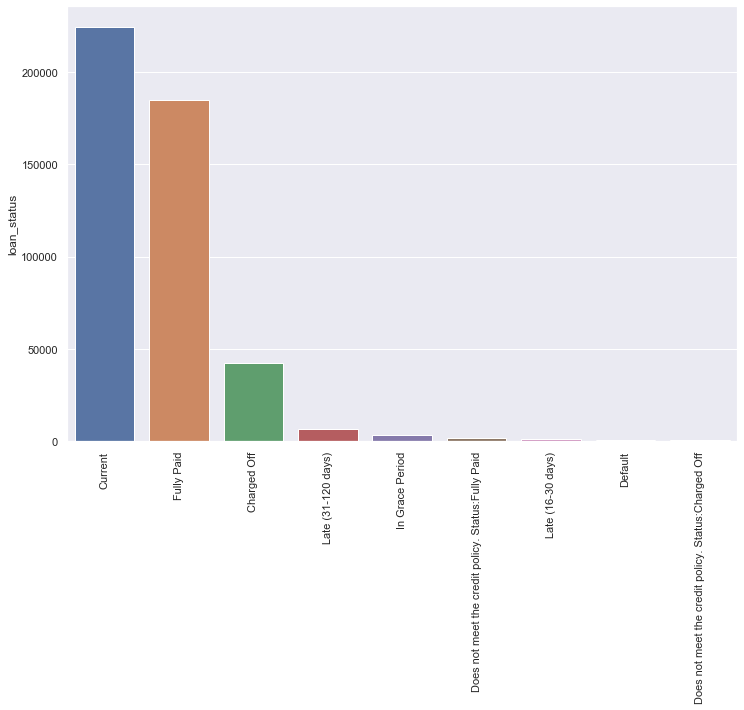 loan_status
200000
150000
100000
50000
0
Current
Fully Paid
Charged Off
Late (31-120 days)
In Grace Period
Does not meet the credit policy. Status:Fully Paid
Late (16-30 days)
Default
Does not meet the credit policy. Status:Charged Off